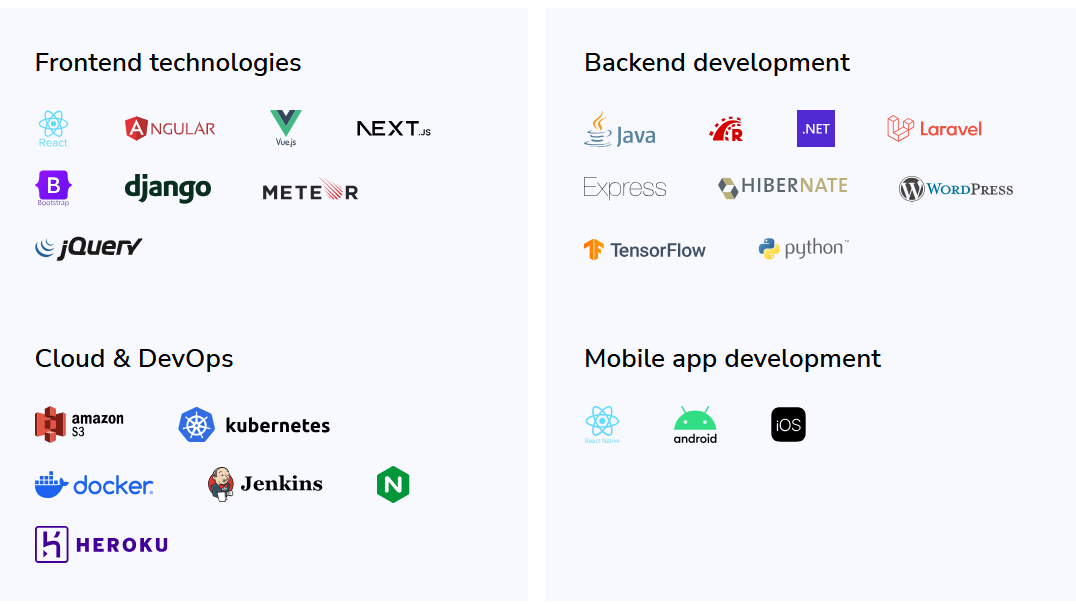 Frontend technologies
React
ANGULAR
Vue.js
NEXT.JS
B
Bootstrap
django
METEOR
jQuery
Backend development
Java
R
.NET
Laravel
Express
HIBERNATE
WORDPRESS
TensorFlow
python™
Cloud & DevOps
amazon
S3
kubernetes
docker
Jenkins
N
HEROKU
Mobile app development
React Native
android
iOS